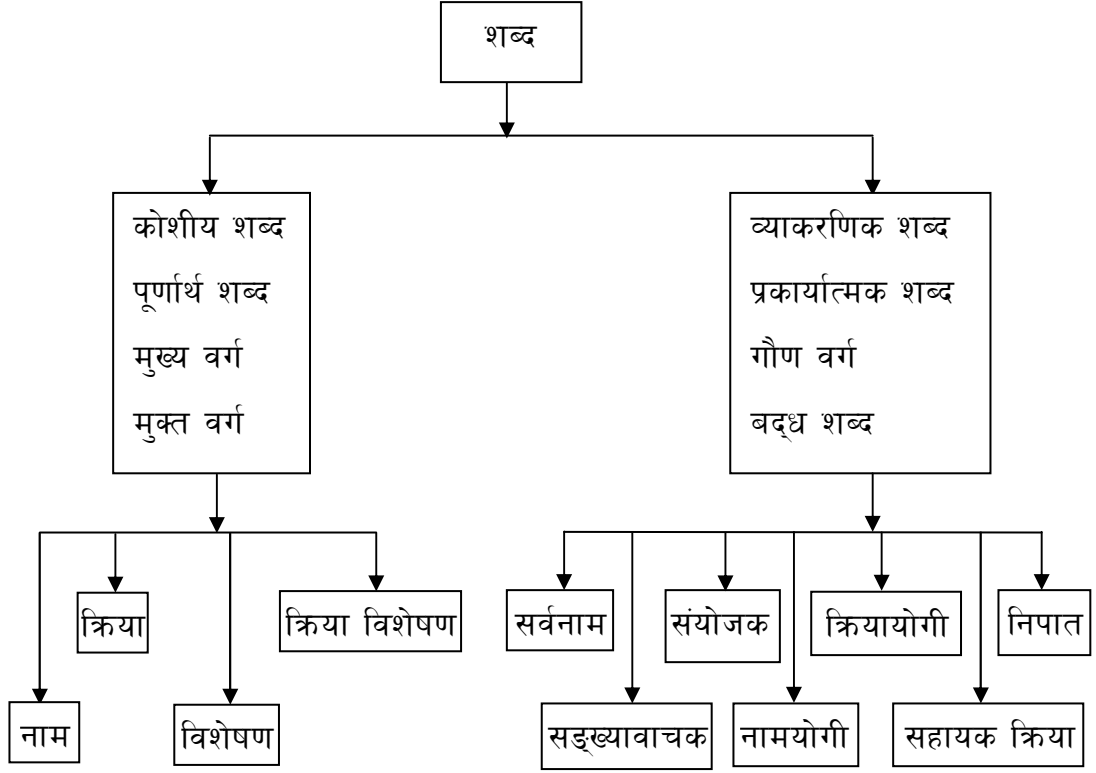 शब्द
कोशीय शब्द
पूर्णार्थ शब्द
मुख्य वर्ग
मुक्त वर्ग
व्याकरणिक शब्द
प्रकार्यात्मक शब्द
गौण वर्ग
बद्‌ध शब्द
क्रिया
क्रिया विशेषण
नाम
विशेषण
सर्वनाम
संयोजक
क्रियायोगी
निपात
सङ्ख्यावाचक
नामयोगी
सहायक क्रिया